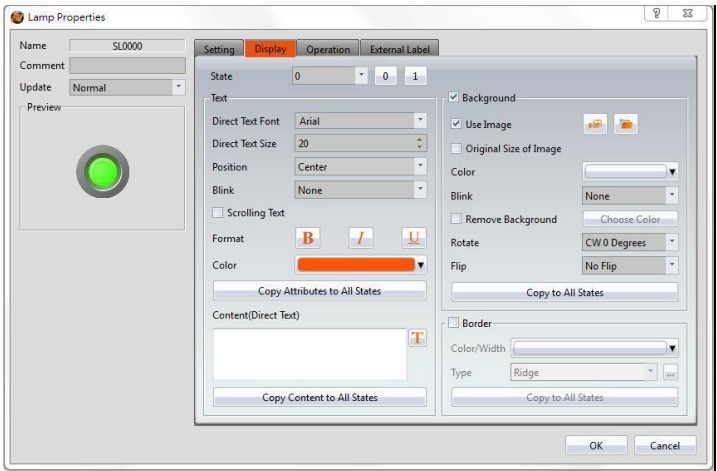 Lamp Properties
Name SL0000
Comment
Update Normal
Preview
Setting Display Operation External Label
State 0 0 1
Text
Direct Text Font Arial
Direct Text Size 20
Position Center
Blink None
Scrolling Text
Format B I U
Color
Copy Attributes to All States
Content(Direct Text)
T
Copy Content to All States
Background
Use Image
Original Size of Image
Color
Blink None
Remove Background Choose Color
Rotate CW 0 Degrees
Flip No Flip
Copy to All States
Border
Color/Width
Type Ridge ...
Copy to All States
OK Cancel